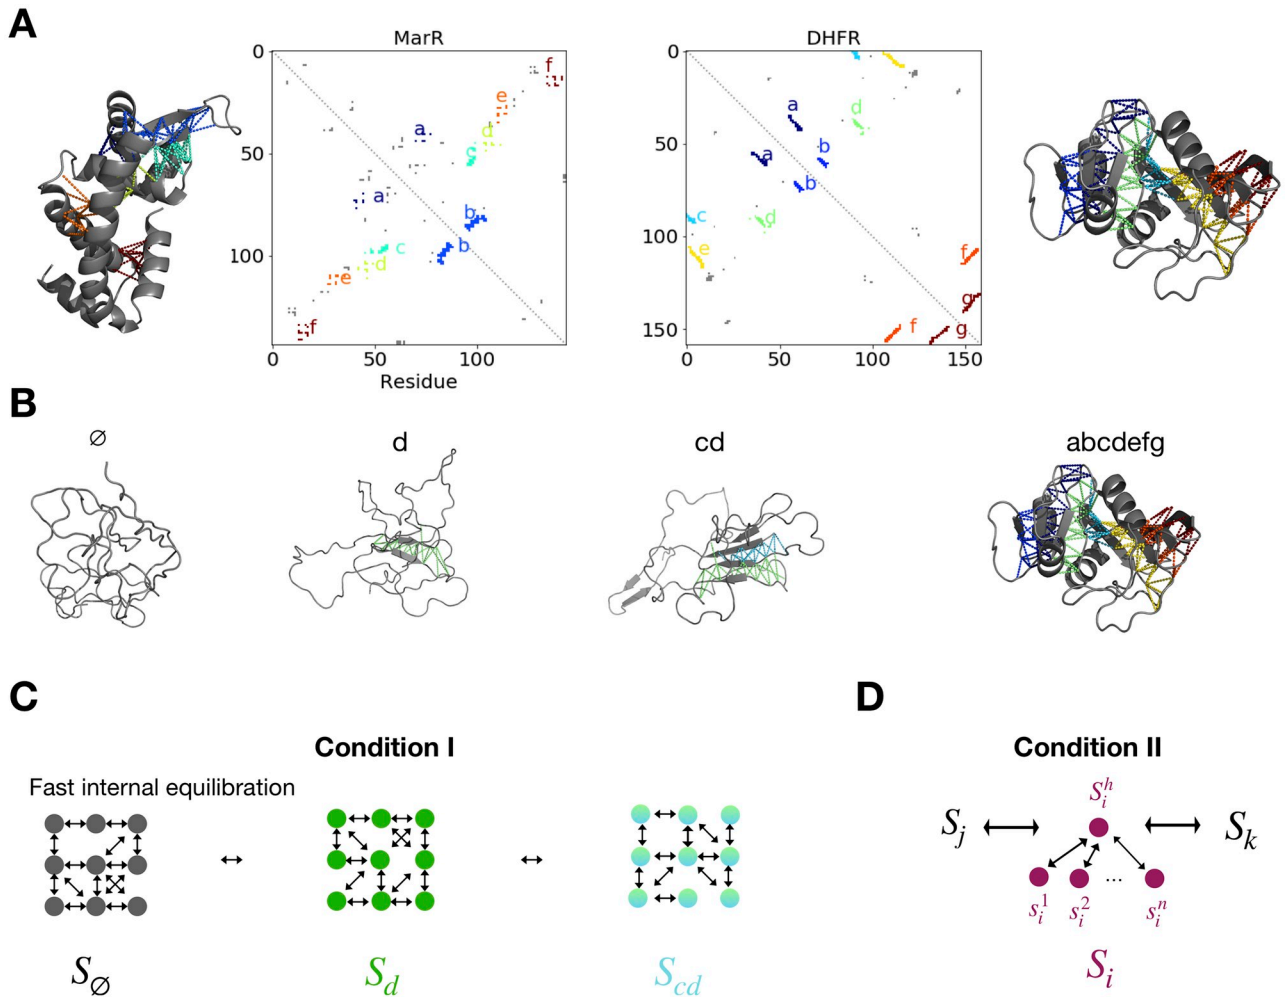 A
MarR
0
50
100
0
50
100
Residue
a
a
b
b
c
c
d
d
e
e
f
f
DHFR
0
50
100
150
0
50
100
150
a
a
b
b
c
d
d
e
f
f
g
g
B
∅
d
cd
abcdefg
C
Condition I
Fast internal equilibration
S∅
Sd
Scd
D
Condition II
Sᵢʰ
Sⱼ
Sₖ
sᵢ¹ sᵢ² ... sᵢⁿ
Sᵢ